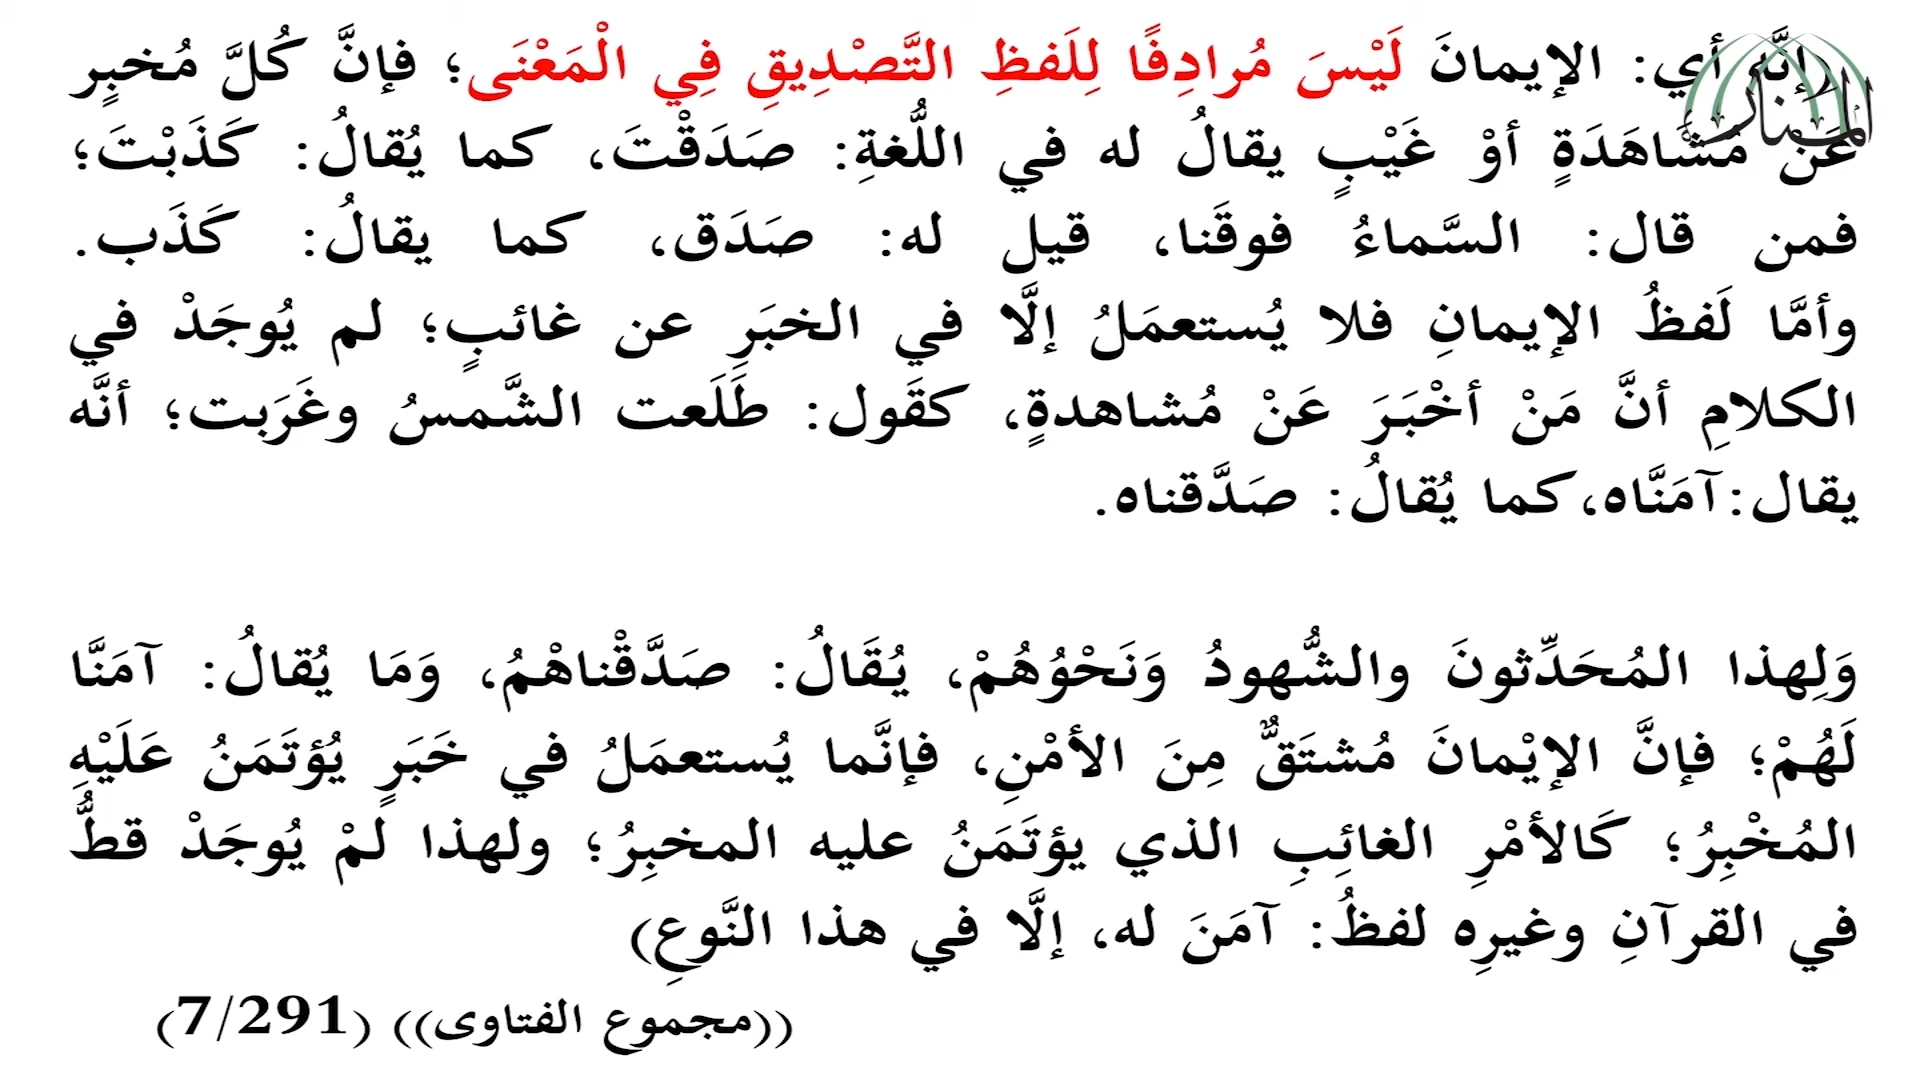 (إنَّه أي: الإيمانَ لَيْسَ مُرادِفًا لِلَفظِ التَّصْدِيقِ فِي الْمَعْنَى؛ فإنَّ كُلَّ مُخبِرٍ
عَن مُشَاهَدَةٍ أوْ غَيْبٍ يقالُ له في اللُّغةِ: صَدَقْتَ، كما يُقالُ: كَذَبْتَ؛
فمن قال: السَّماءُ فوقَنا، قيل له: صَدَق، كما يقالُ: كَذَب.
وأمَّا لَفظُ الإيمانِ فلا يُستعمَلُ إلَّا في الخبَرِ عن غائبٍ؛ لم يُوجَدْ في
الكلامِ أنَّ مَنْ أخْبَرَ عَنْ مُشاهدةٍ، كقَول: طَلَعت الشَّمسُ وغَرَبت؛ أنَّه
يقال:آمَنَّاه، كما يُقالُ: صَدَّقناه.
وَلِهذا المُحَدِّثونَ والشُّهودُ وَنَحْوُهُمْ، يُقَالُ: صَدَّقْناهْمُ، وَمَا يُقالُ: آمَنَّا
لَهُمْ؛ فإنَّ الإيْمانَ مُشتَقٌّ مِنَ الأمْنِ، فإنَّما يُستعمَلُ في خَبَرٍ يُؤتَمَنُ عَلَيْهِ
المُخْبِرُ؛ كَالأمْرِ الغائِبِ الذي يؤتَمَنُ عليه المخبِرُ؛ ولهذا لمْ يُوجَدْ قطُّ
في القرآنِ وغيرِه لفظُ: آمَنَ له، إلَّا في هذا النَّوعِ)
((مجموع الفتاوى)) (7/291)
المنار